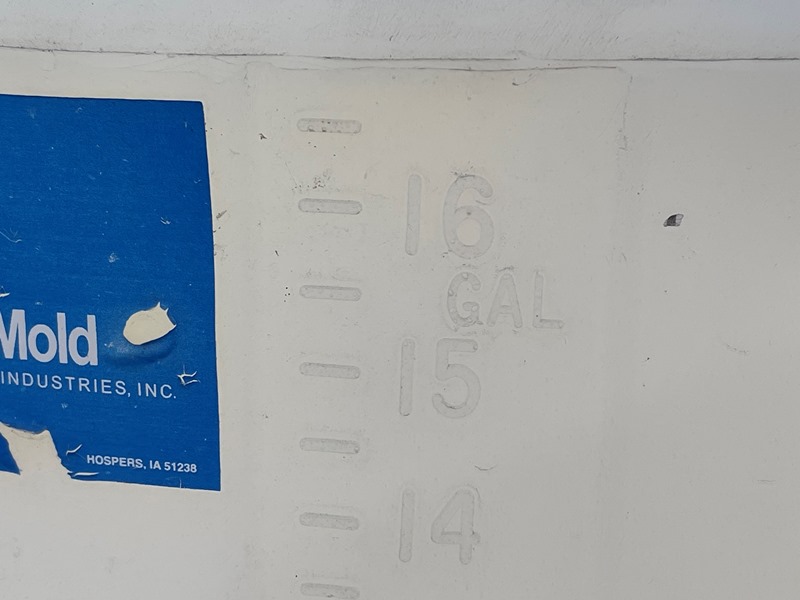 Mold
INDUSTRIES, INC.
HOSPERS, IA 51238
16
GAL
15
14